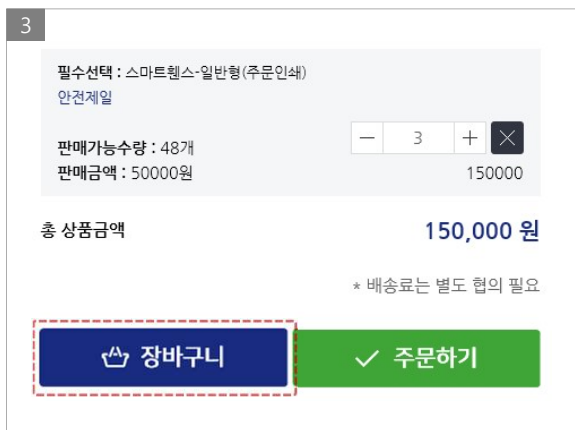 3
필수선택 : 스마트휀스-일반형(주문인쇄)
안전제일
판매가능수량 : 48개
3
판매금액 : 50000원
150000
총 상품금액
150,000 원
* 배송료는 별도 협의 필요
장바구니
주문하기